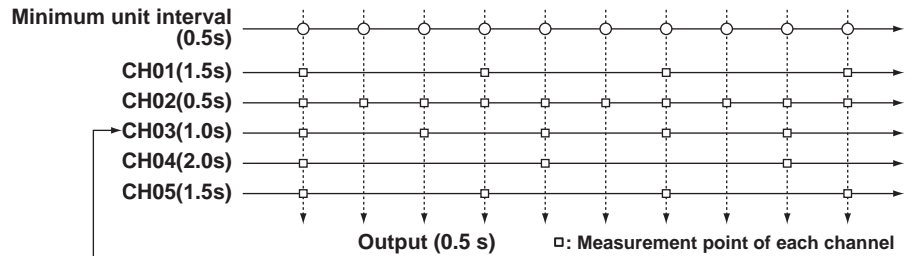 Minimum unit interval
(0.5s)
CH01(1.5s)
CH02(0.5s)
CH03(1.0s)
CH04(2.0s)
CH05(1.5s)
Output (0.5 s)
: Measurement point of each channel